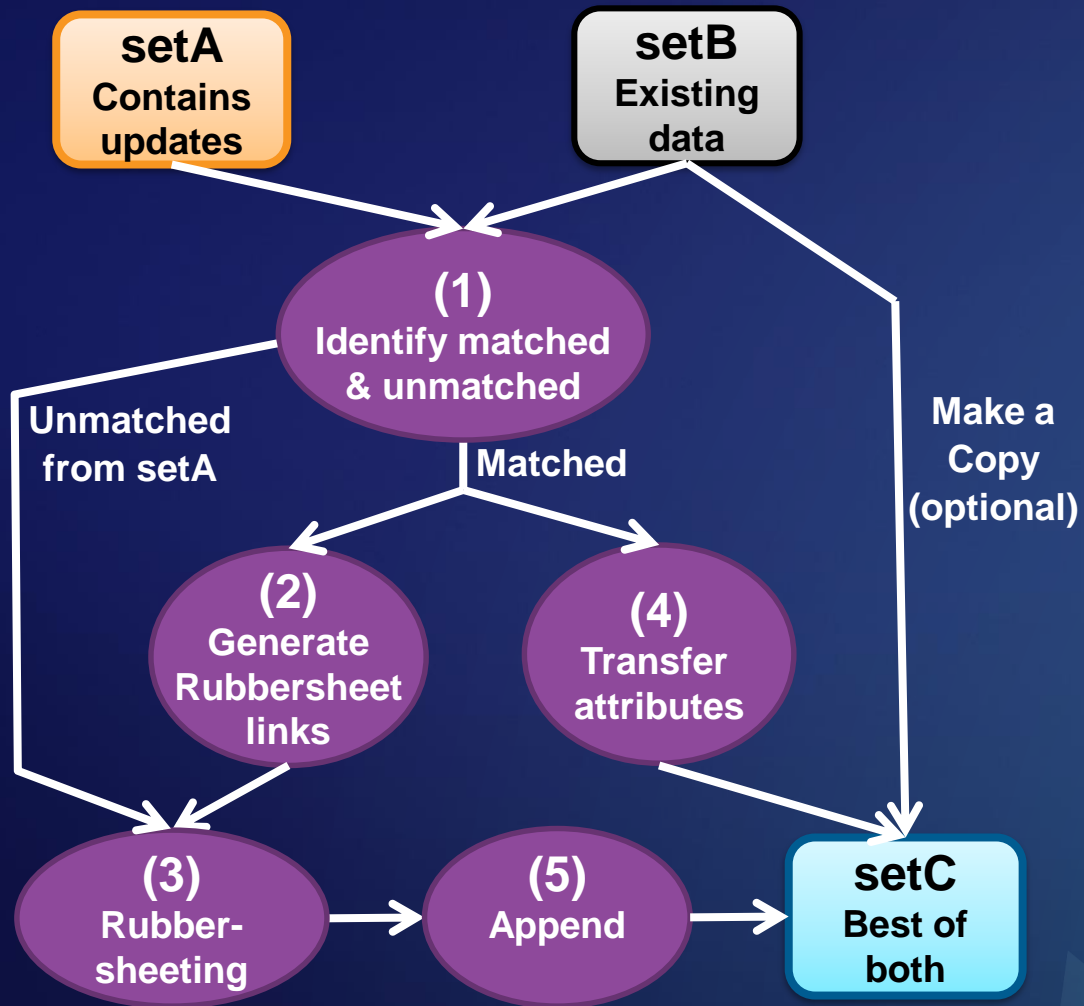 setA
Contains
updates
setB
Existing
data
(1)
Identify matched
& unmatched
Unmatched
from setA
Matched
Make a
Copy
(optional)
(2)
Generate
Rubbersheet
links
(4)
Transfer
attributes
(3)
Rubber-
sheeting
(5)
Append
setC
Best of
both